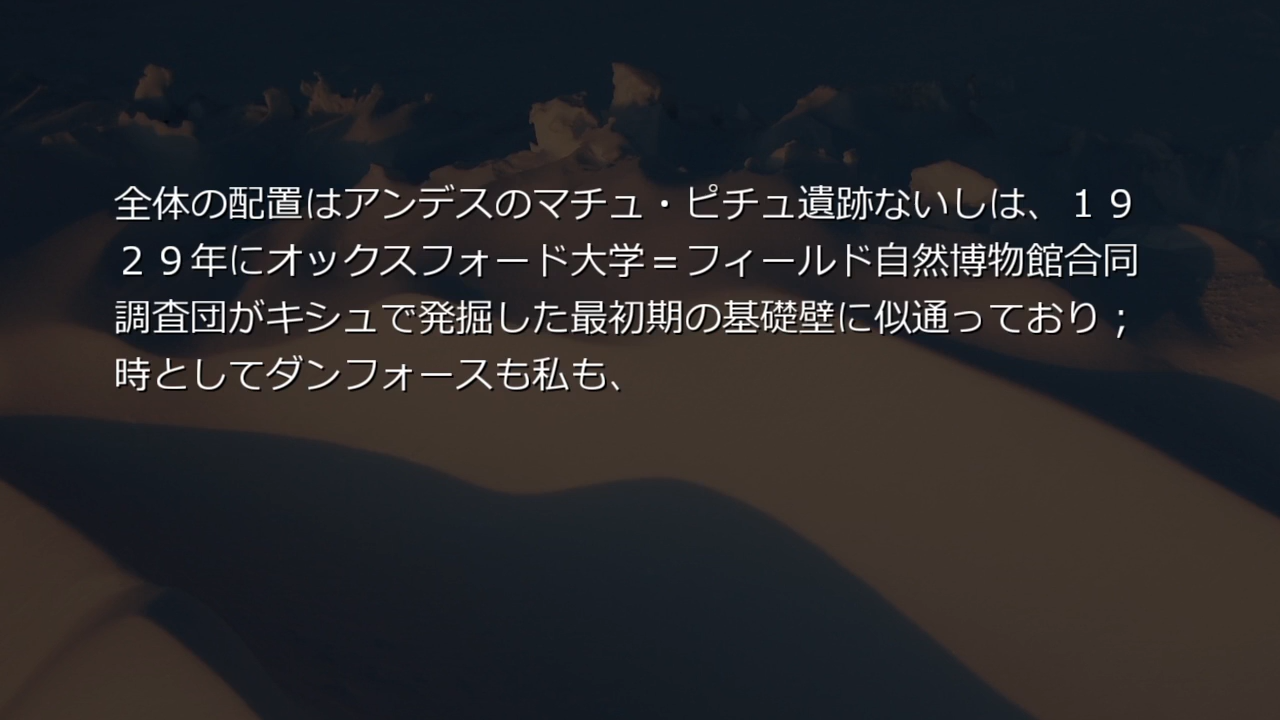 全体の配置はアンデスのマチュ・ピチュ遺跡ないしは、１９
２９年にオックスフォード大学＝フィールド自然博物館合同
調査団がキシュで発掘した最初期の基礎壁に似通っており；
時としてダンフォースも私も、